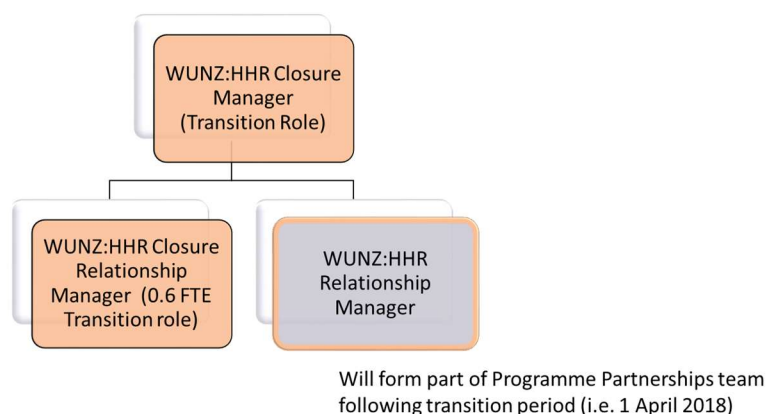 WUNZ:HHR Closure
Manager
(Transition Role)
WUNZ:HHR Closure
Relationship
Manager (0.6 FTE
Transition role)
WUNZ:HHR
Relationship
Manager
Will form part of Programme Partnerships team
following transition period (i.e. 1 April 2018)